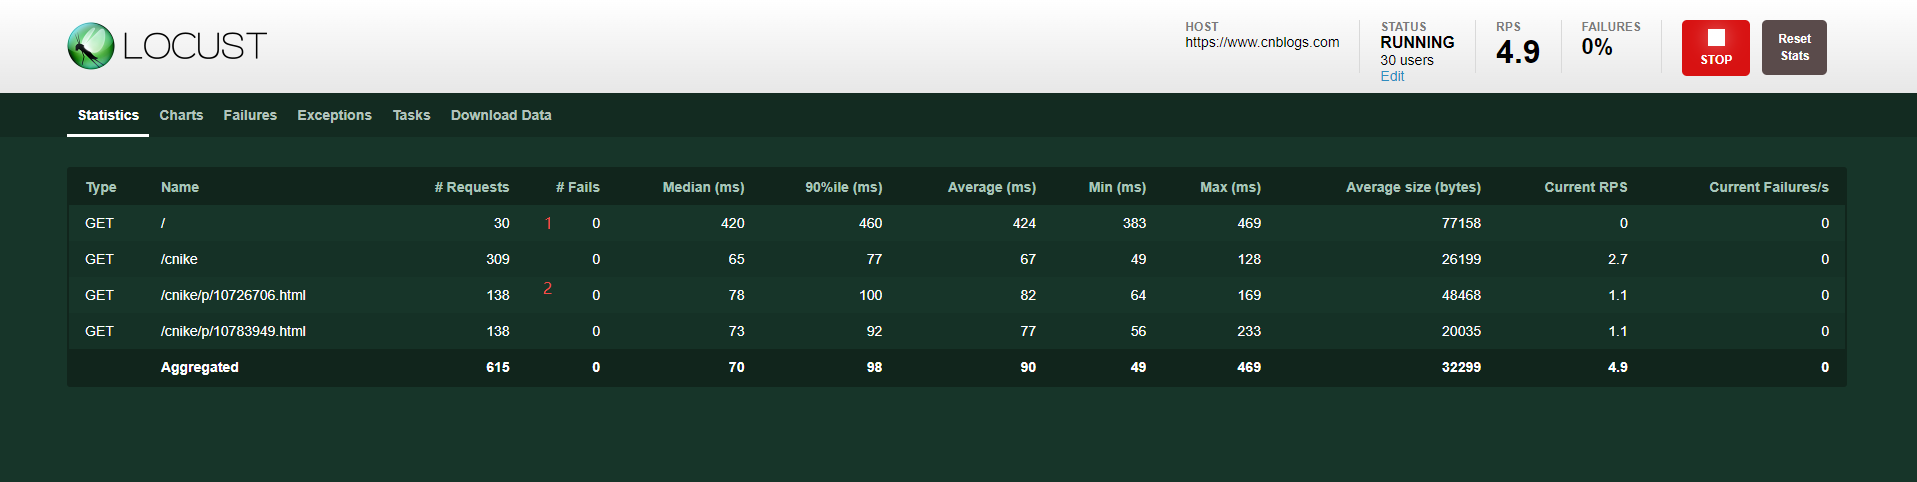 LOCUST
HOST
https://www.cnblogs.com
STATUS
RUNNING
30 users
Edit
RPS
4.9
FAILURES
0%
STOP
Reset
Stats
Statistics Charts Failures Exceptions Tasks Download Data
Type Name # Requests # Fails Median (ms) 90%ile (ms) Average (ms) Min (ms) Max (ms) Average size (bytes) Current RPS Current Failures/s
GET / 30 1 0 420 460 424 383 469 77158 0 0
GET /cnike 309 0 65 77 67 49 128 26199 2.7 0
GET /cnike/p/10726706.html 138 2 0 78 100 82 64 169 48468 1.1 0
GET /cnike/p/10783949.html 138 0 73 92 77 56 233 20035 1.1 0
Aggregated 615 0 70 98 90 49 469 32299 4.9 0